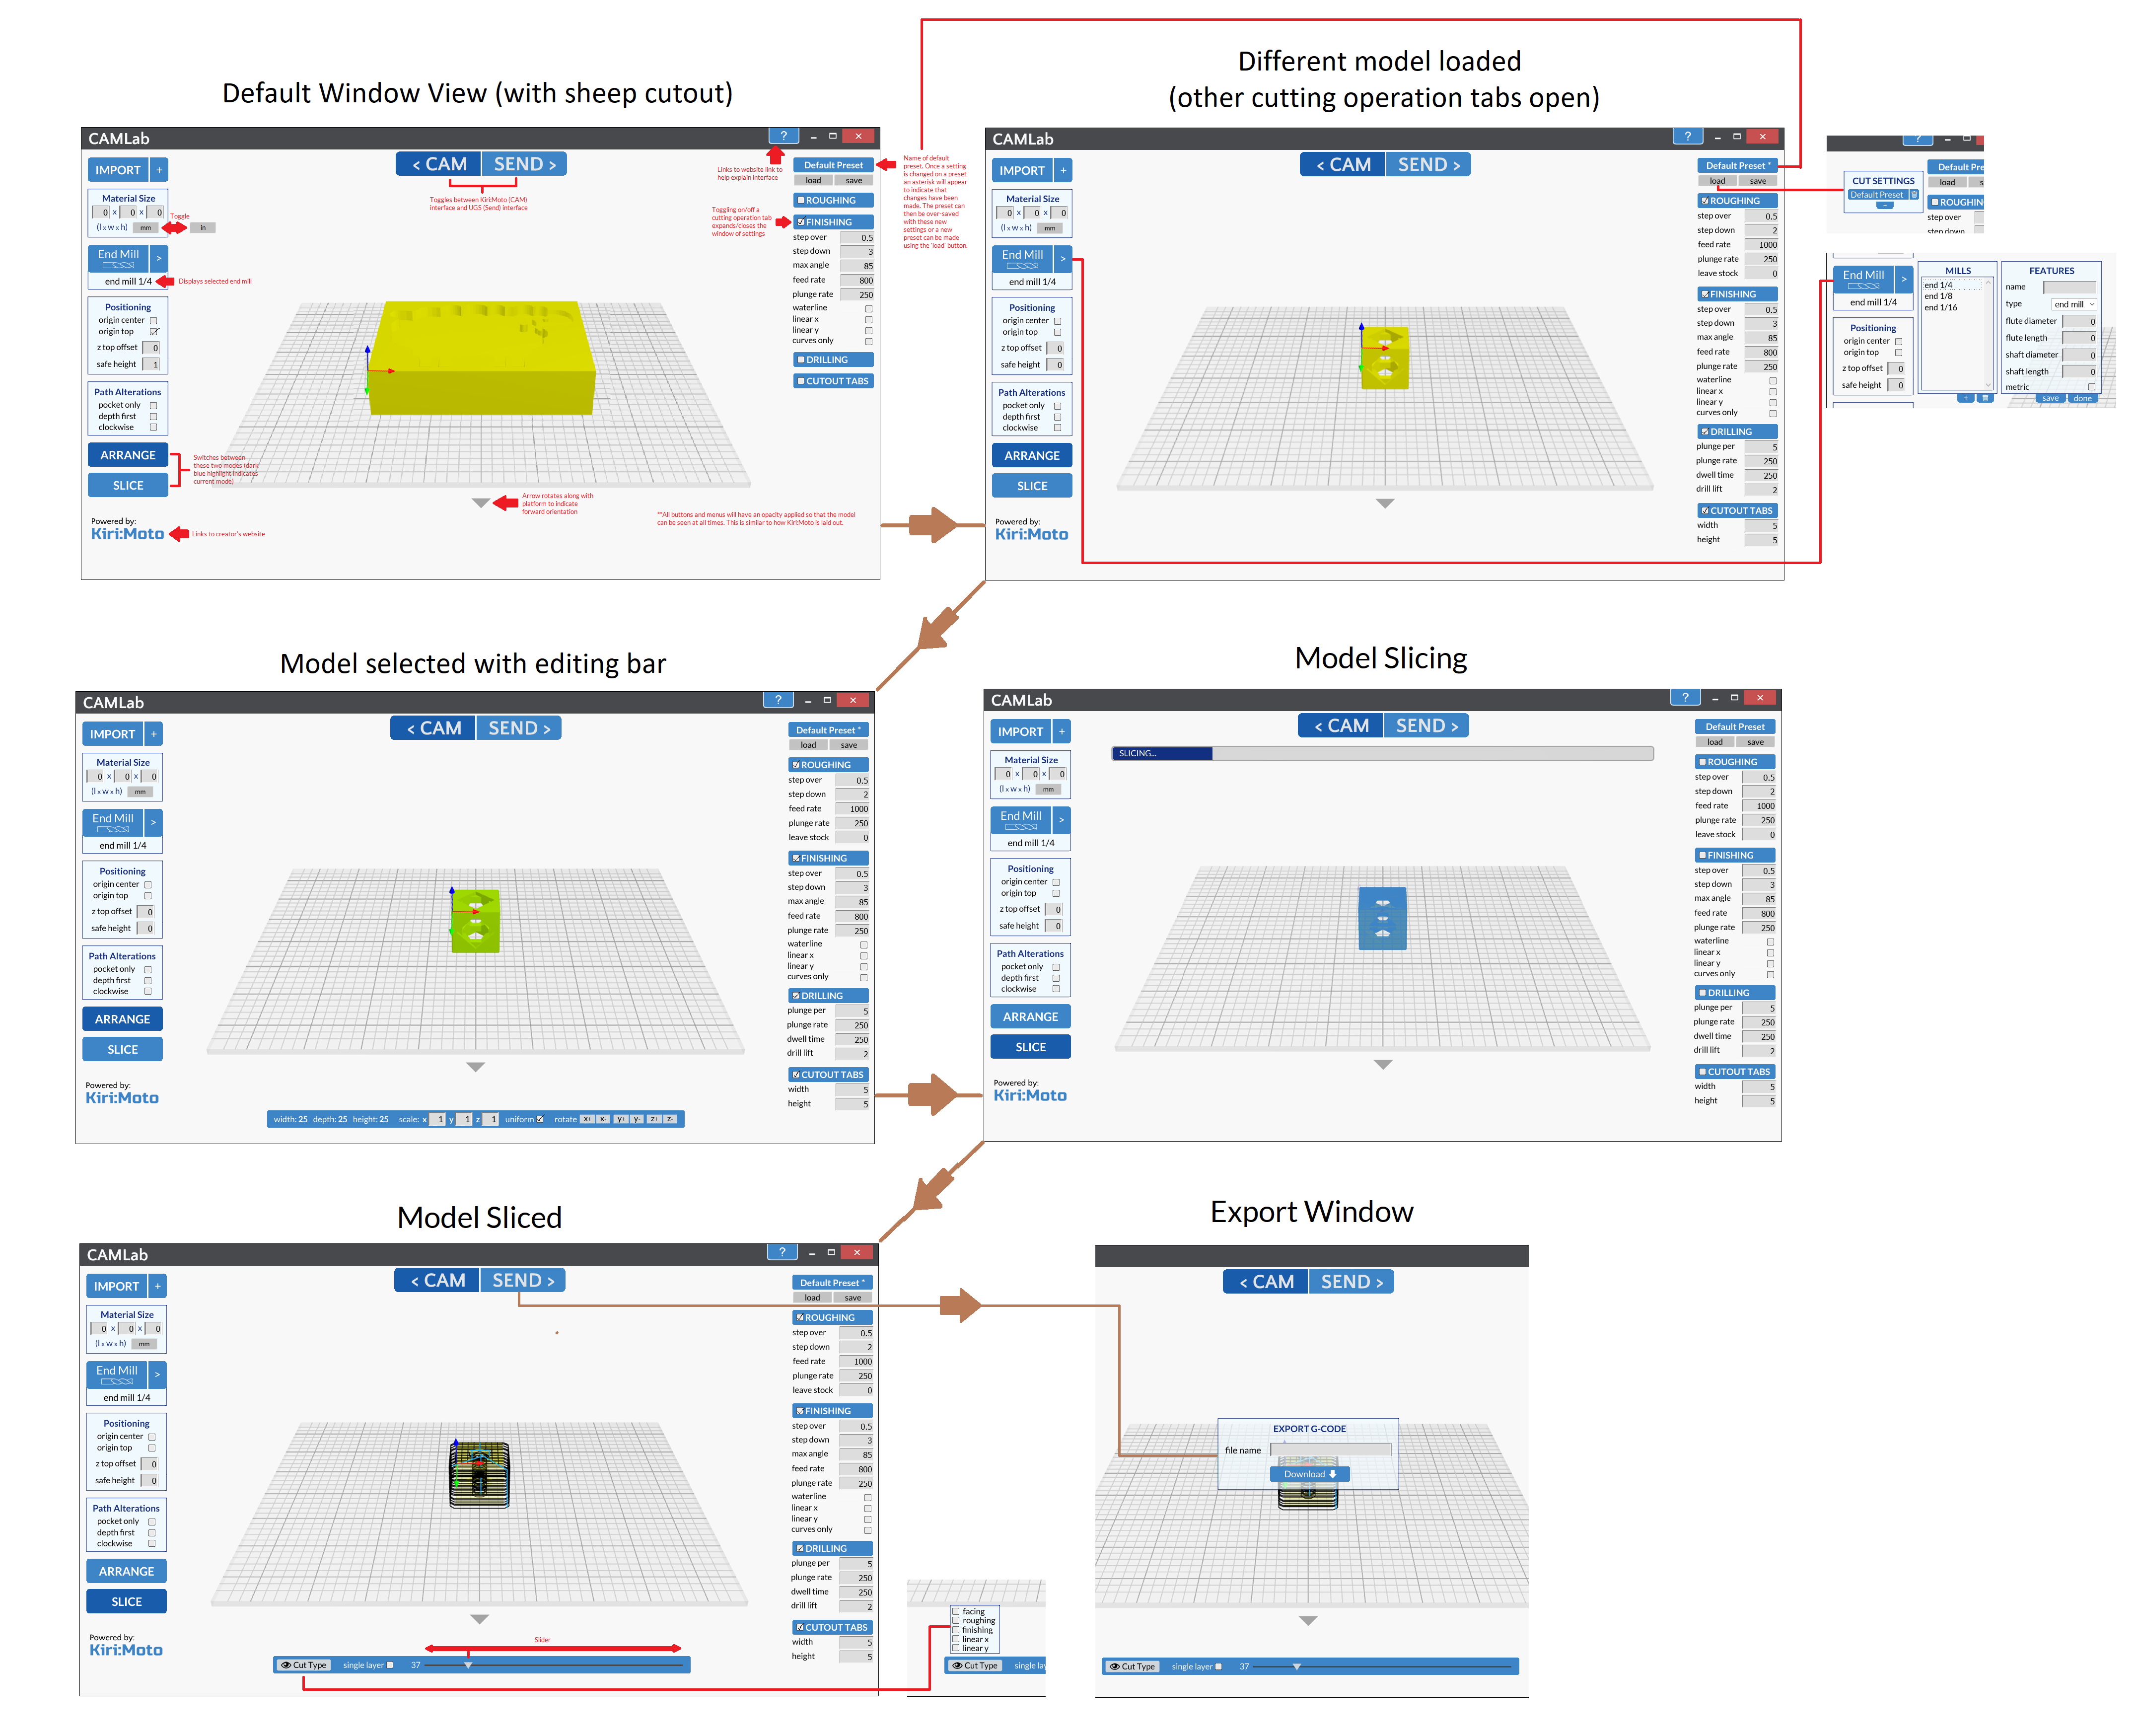 Default Window View (with sheep cutout)
CAMLab
?
IMPORT +
Material Size
0 x 0 x 0
(l x w x h) mm
Toggle
in
End Mill >
end mill 1/4
Displays selected end mill
Positioning
origin center
origin top
z top offset 0
safe height 1
Path Alterations
pocket only
depth first
clockwise
ARRANGE
SLICE
Switches between
these two modes (dark
blue highlight indicates
current mode)
Powered by:
Kiri:Moto
Links to creator's website
< CAM SEND >
Toggles between Kiri:Moto (CAM)
interface and UGS (Send) interface
Links to website link to
help explain interface
Toggling on/off a
cutting operation tab
expands/closes the
window of settings
Arrow rotates along with
platform to indicate
forward orientation
**All buttons and menus will have an opacity applied so that the model
can be seen at all times. This is similar to how Kiri:Moto is laid out.
Default Preset
load save
ROUGHING
FINISHING
step over 0.5
step down 3
max angle 85
feed rate 800
plunge rate 250
waterline
linear x
linear y
curves only
DRILLING
CUTOUT TABS
Name of default
preset. Once a setting
is changed on a preset
an asterisk will appear
to indicate that
changes have been
made. The preset can
then be over-saved
with these new
settings or a new
preset can be made
using the 'load' button.
Different model loaded
(other cutting operation tabs open)
CAMLab
?
IMPORT +
Material Size
0 x 0 x 0
(l x w x h) mm
End Mill >
end mill 1/4
Positioning
origin center
origin top
z top offset 0
safe height 0
Path Alterations
pocket only
depth first
clockwise
ARRANGE
SLICE
Powered by:
Kiri:Moto
< CAM SEND >
Default Preset *
load save
ROUGHING
step over 0.5
step down 2
feed rate 1000
plunge rate 250
leave stock 0
FINISHING
step over 0.5
step down 3
max angle 85
feed rate 800
plunge rate 250
waterline
linear x
linear y
curves only
DRILLING
plunge per 5
plunge rate 250
dwell time 250
drill lift 2
CUTOUT TABS
width 5
height 5
?
CUT SETTINGS
Default Preset
+
Default Pre
load s
ROUGHIN
step over
step down
End Mill >
end mill 1/4
Positioning
origin center
origin top
z top offset 0
safe height 0
MILLS
end 1/4
end 1/8
end 1/16
+
FEATURES
name
type end mill
flute diameter 0
flute length 0
shaft diameter 0
shaft length 0
metric
save done
Model selected with editing bar
CAMLab
?
IMPORT +
Material Size
0 x 0 x 0
(l x w x h) mm
End Mill >
end mill 1/4
Positioning
origin center
origin top
z top offset 0
safe height 0
Path Alterations
pocket only
depth first
clockwise
ARRANGE
SLICE
Powered by:
Kiri:Moto
< CAM SEND >
Default Preset *
load save
ROUGHING
step over 0.5
step down 2
feed rate 1000
plunge rate 250
leave stock 0
FINISHING
step over 0.5
step down 3
max angle 85
feed rate 800
plunge rate 250
waterline
linear x
linear y
curves only
DRILLING
plunge per 5
plunge rate 250
dwell time 250
drill lift 2
CUTOUT TABS
width 5
height 5
width: 25 depth: 25 height: 25 scale: x 1 y 1 z 1 uniform rotate x+ x- y+ y- z+ z-
Model Slicing
CAMLab
?
IMPORT +
Material Size
0 x 0 x 0
(l x w x h) mm
End Mill >
end mill 1/4
Positioning
origin center
origin top
z top offset 0
safe height 0
Path Alterations
pocket only
depth first
clockwise
ARRANGE
SLICE
Powered by:
Kiri:Moto
< CAM SEND >
SLICING...
Default Preset
load save
ROUGHING
step over 0.5
step down 2
feed rate 1000
plunge rate 250
leave stock 0
FINISHING
step over 0.5
step down 3
max angle 85
feed rate 800
plunge rate 250
waterline
linear x
linear y
curves only
DRILLING
plunge per 5
plunge rate 250
dwell time 250
drill lift 2
CUTOUT TABS
width 5
height 5
Model Sliced
CAMLab
?
IMPORT +
Material Size
0 x 0 x 0
(l x w x h) mm
End Mill >
end mill 1/4
Positioning
origin center
origin top
z top offset 0
safe height 0
Path Alterations
pocket only
depth first
clockwise
ARRANGE
SLICE
Powered by:
Kiri:Moto
< CAM SEND >
Default Preset *
load save
ROUGHING
step over 0.5
step down 2
feed rate 1000
plunge rate 250
leave stock 0
FINISHING
step over 0.5
step down 3
max angle 85
feed rate 800
plunge rate 250
waterline
linear x
linear y
curves only
DRILLING
plunge per 5
plunge rate 250
dwell time 250
drill lift 2
CUTOUT TABS
width 5
height 5
Slider
Cut Type single layer 37
facing
roughing
finishing
linear x
linear y
Cut Type single lay
Export Window
< CAM SEND >
EXPORT G-CODE
file name
Download
Cut Type single layer 37